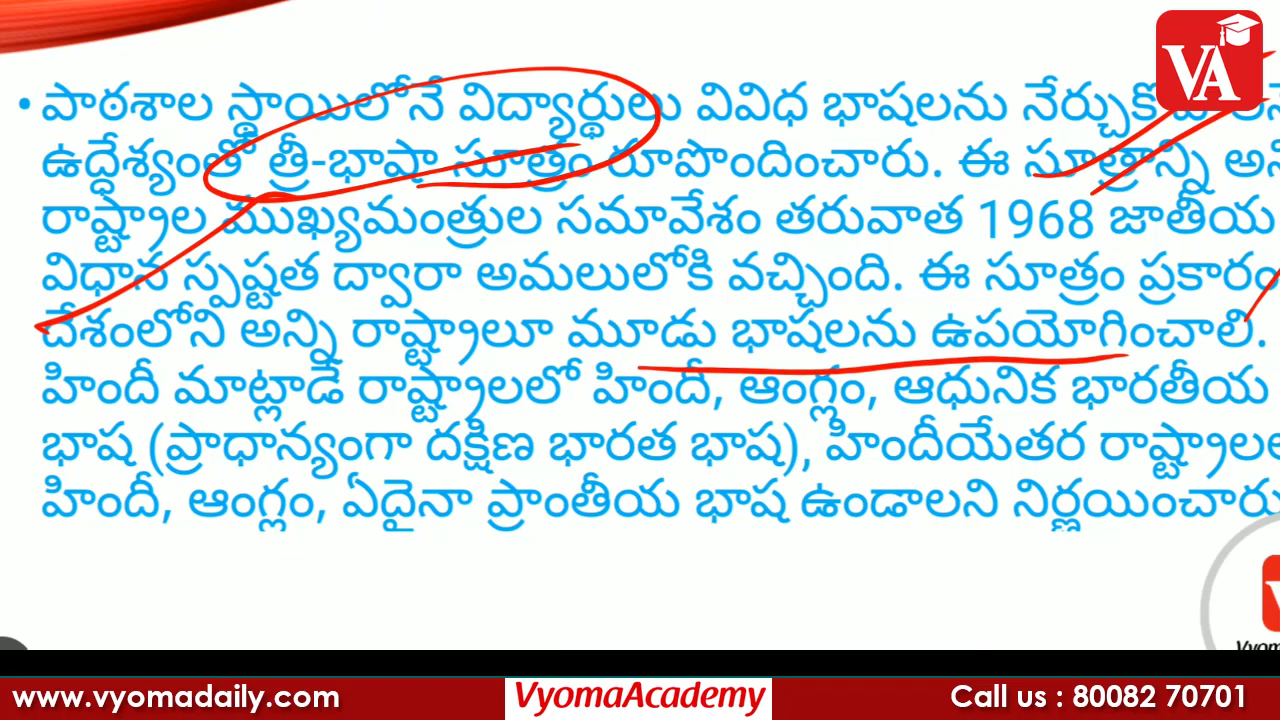 • పాఠశాల స్థాయిలోనే విద్యార్థులు వివిధ భాషలను
ఉద్దేశ్యంతో త్రీ-భాషా సూత్రం రూపొందించారు. ఈ సూత్రాన్ని
రాష్ట్రాల ముఖ్యమంత్రుల సమావేశం తరువాత 1968 జాతీయ
విధాన స్పష్టత ద్వారా అమలులోకి వచ్చింది. ఈ సూత్రం ప్రకారం
దేశంలోని అన్ని రాష్ట్రాలూ మూడు భాషలను ఉపయోగించాలి.
హిందీ మాట్లాడే రాష్ట్రాలలో హిందీ, ఆంగ్లం, ఆధునిక భారతీయ
భాష (ప్రాధాన్యంగా దక్షిణ భారత భాష), హిందీయేతర
హిందీ, ఆంగ్లం, ఏదైనా ప్రాంతీయ భాష ఉండాలని నిర్ణయించారు
VA
www.vyomadaily.com
VyomaAcademy
Call us : 80082 70701